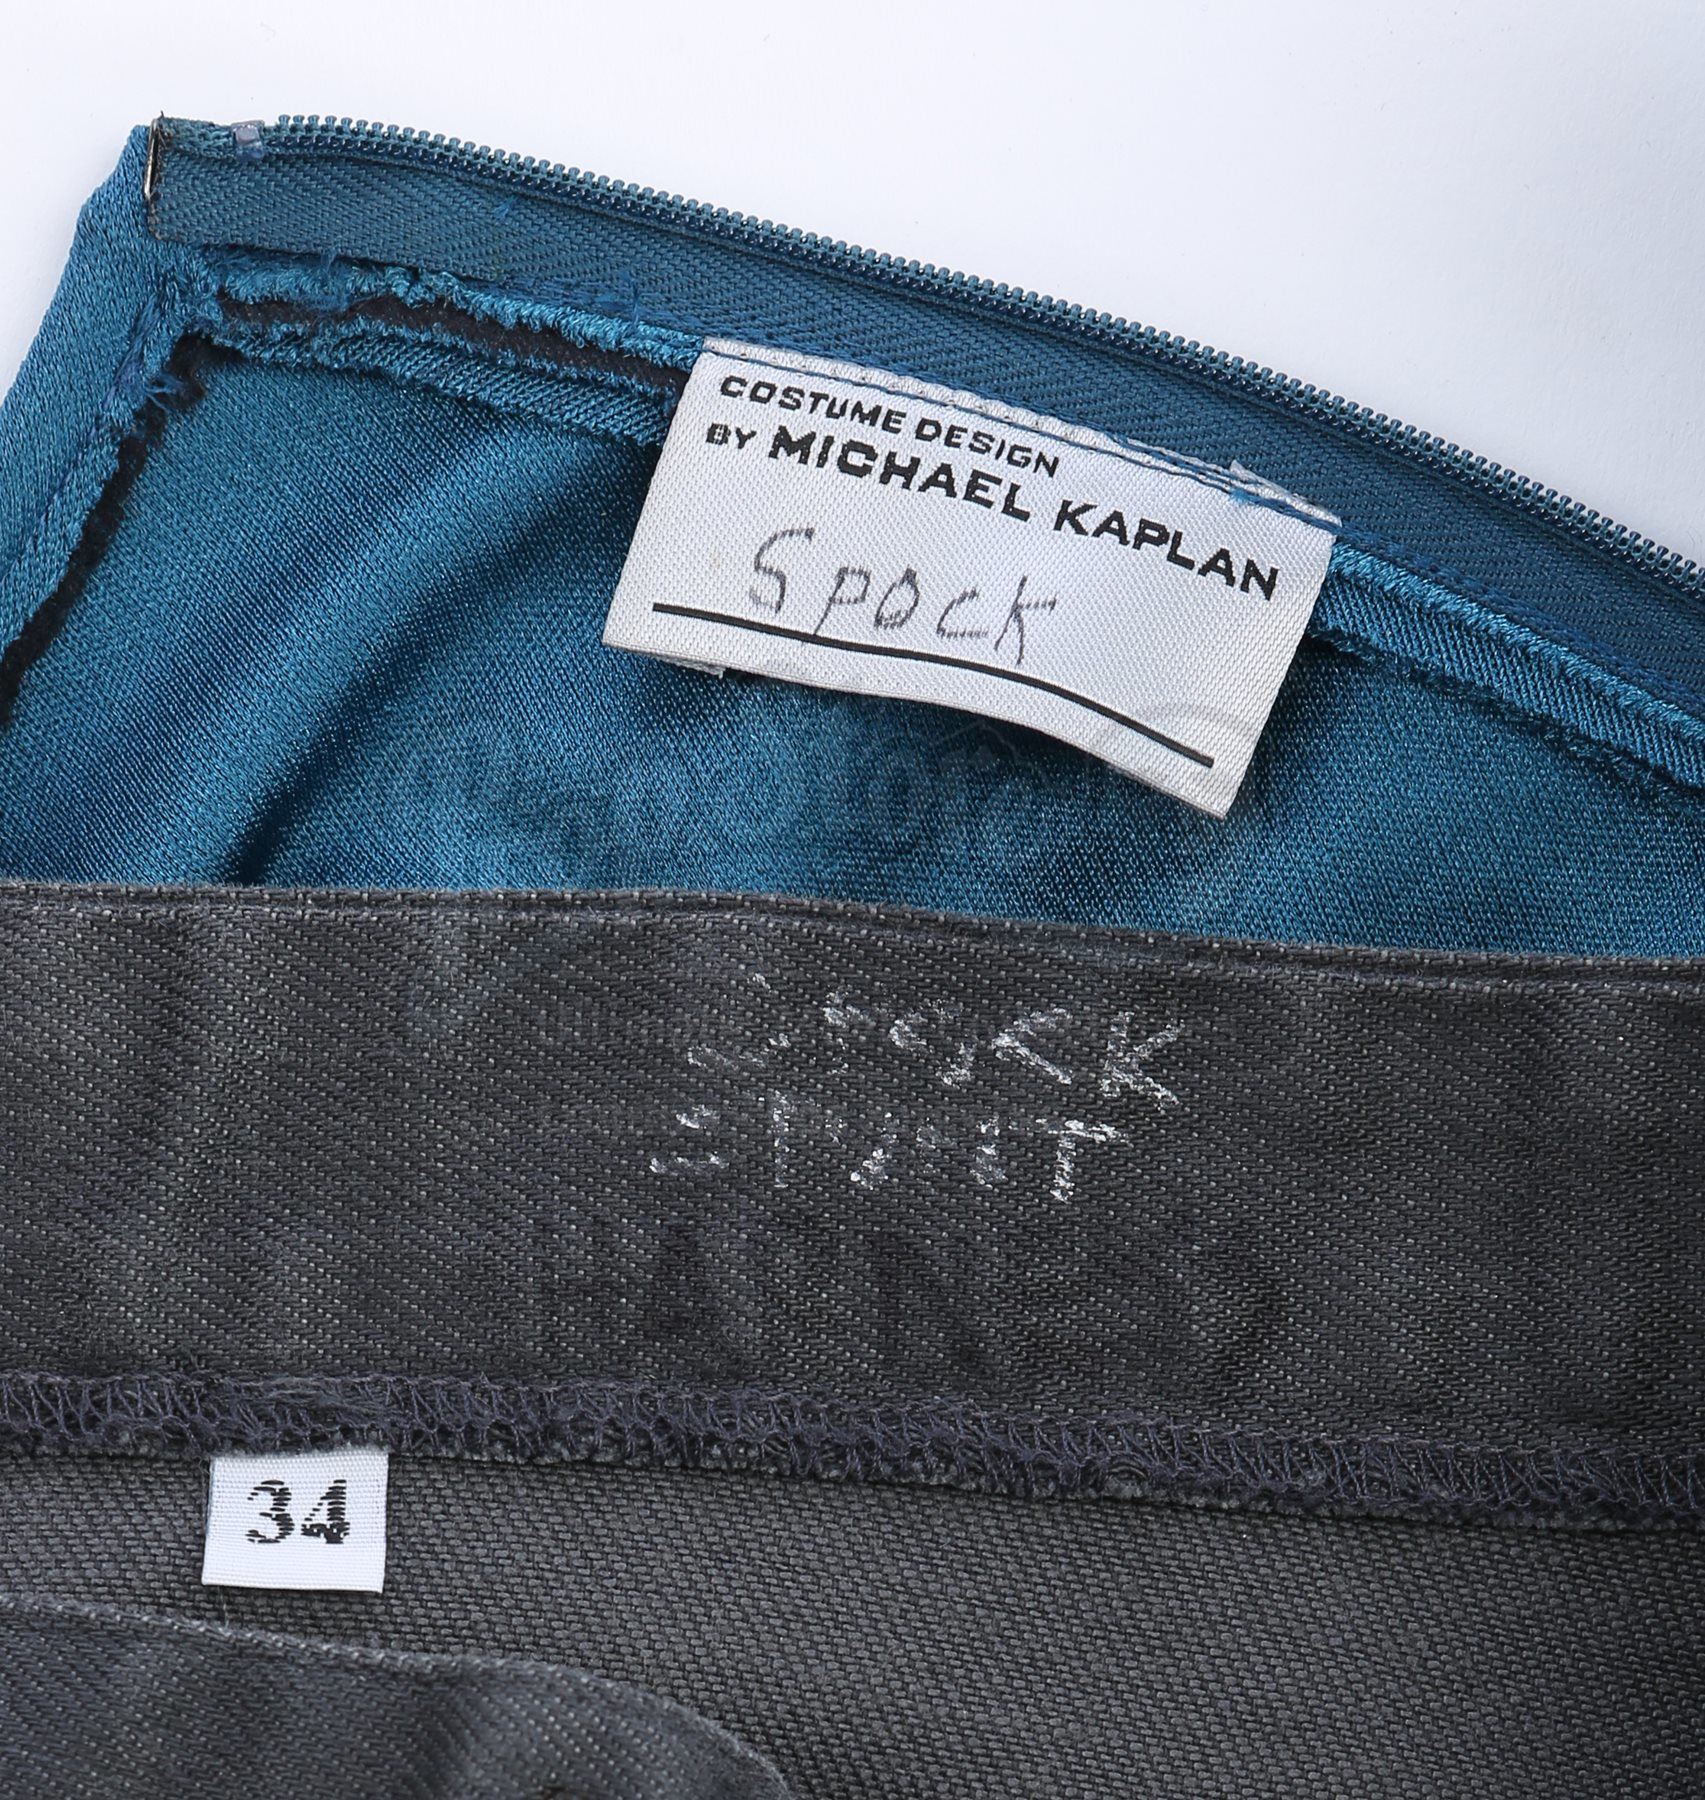 COSTUME DESIGN
BY MICHAEL KAPLAN
SPOCK
SPOCK
STUNT
34